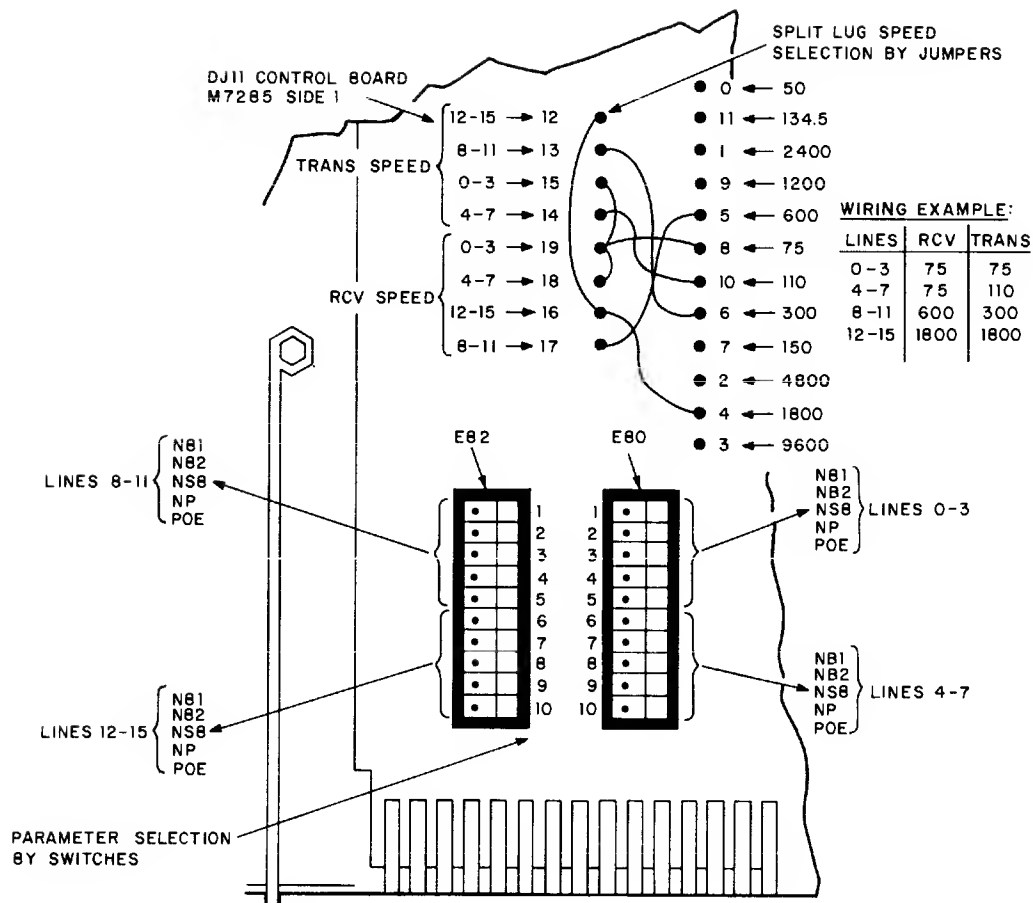 SPLIT LUG SPEED
SELECTION BY JUMPERS
DJ11 CONTROL BOARD
M7285 SIDE 1
TRANS SPEED
12-15 → 12
8-11 → 13
0-3 → 15
4-7 → 14
RCV SPEED
0-3 → 19
4-7 → 18
12-15 → 16
8-11 → 17
0 ← 50
11 ← 134.5
1 ← 2400
9 ← 1200
5 ← 600
8 ← 75
10 ← 110
6 ← 300
7 ← 150
2 ← 4800
4 ← 1800
3 ← 9600
WIRING EXAMPLE:
LINES RCV TRANS
0-3 75 75
4-7 75 110
8-11 600 300
12-15 1800 1800
E82
E80
LINES 8-11
NB1
NB2
NS8
NP
POE
LINES 12-15
NB1
NB2
NS8
NP
POE
1
2
3
4
5
6
7
8
9
10
1
2
3
4
5
6
7
8
9
10
NB1
NB2
NS8
NP
POE
LINES 0-3
NB1
NB2
NS8
NP
POE
LINES 4-7
PARAMETER SELECTION
BY SWITCHES